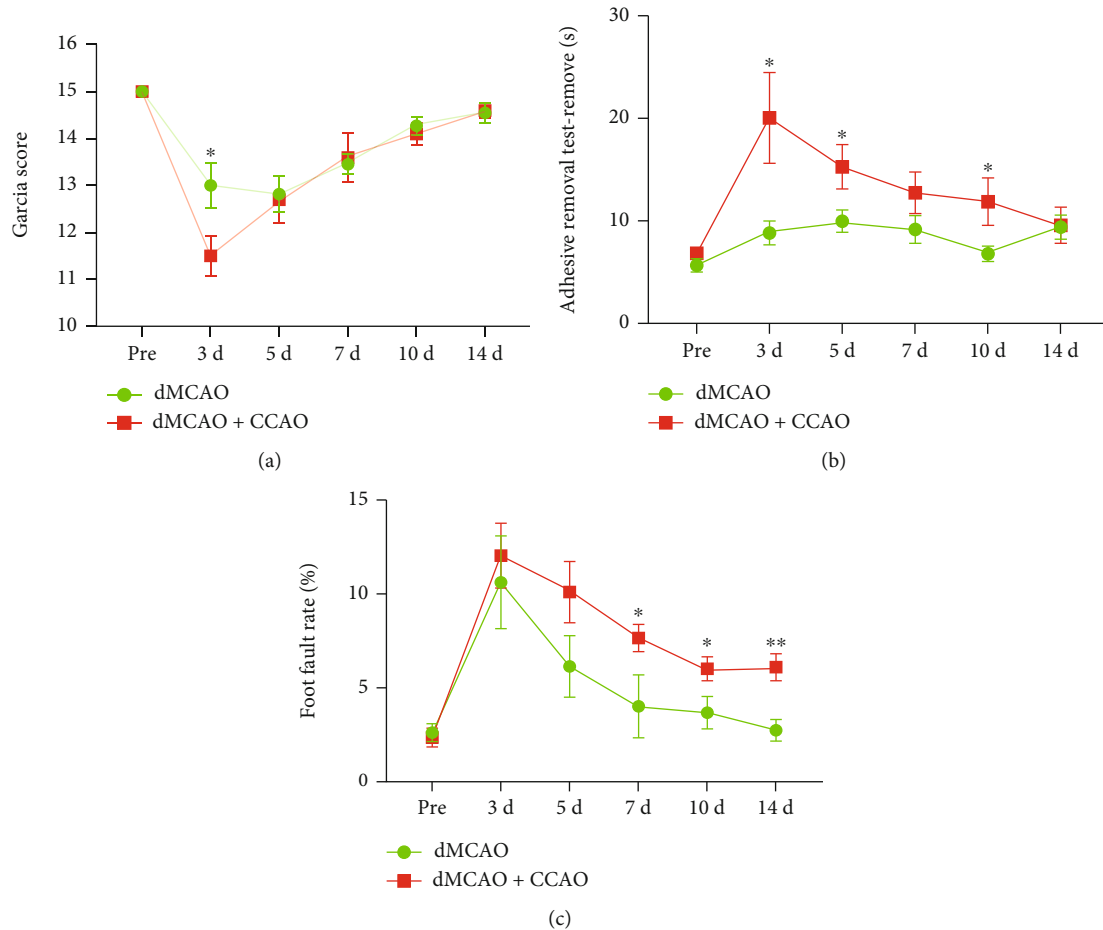 16
15
14
13
12
11
10
Garcia score
*
Pre
3 d
5 d
7 d
10 d
14 d
dMCAO
dMCAO + CCAO
(a)
30
20
10
0
Adhesive removal test-remove (s)
*
*
*
Pre
3 d
5 d
7 d
10 d
14 d
dMCAO
dMCAO + CCAO
(b)
15
10
5
0
Foot fault rate (%)
*
*
**
Pre
3 d
5 d
7 d
10 d
14 d
dMCAO
dMCAO + CCAO
(c)